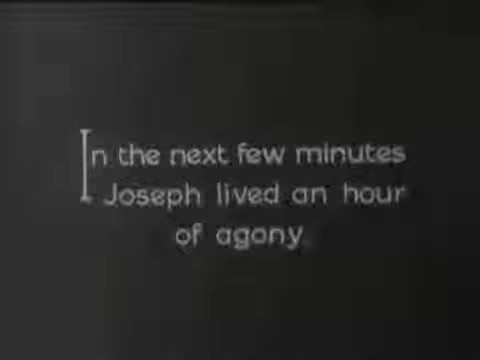 In the next few minutes
Joseph lived an hour
of agony.